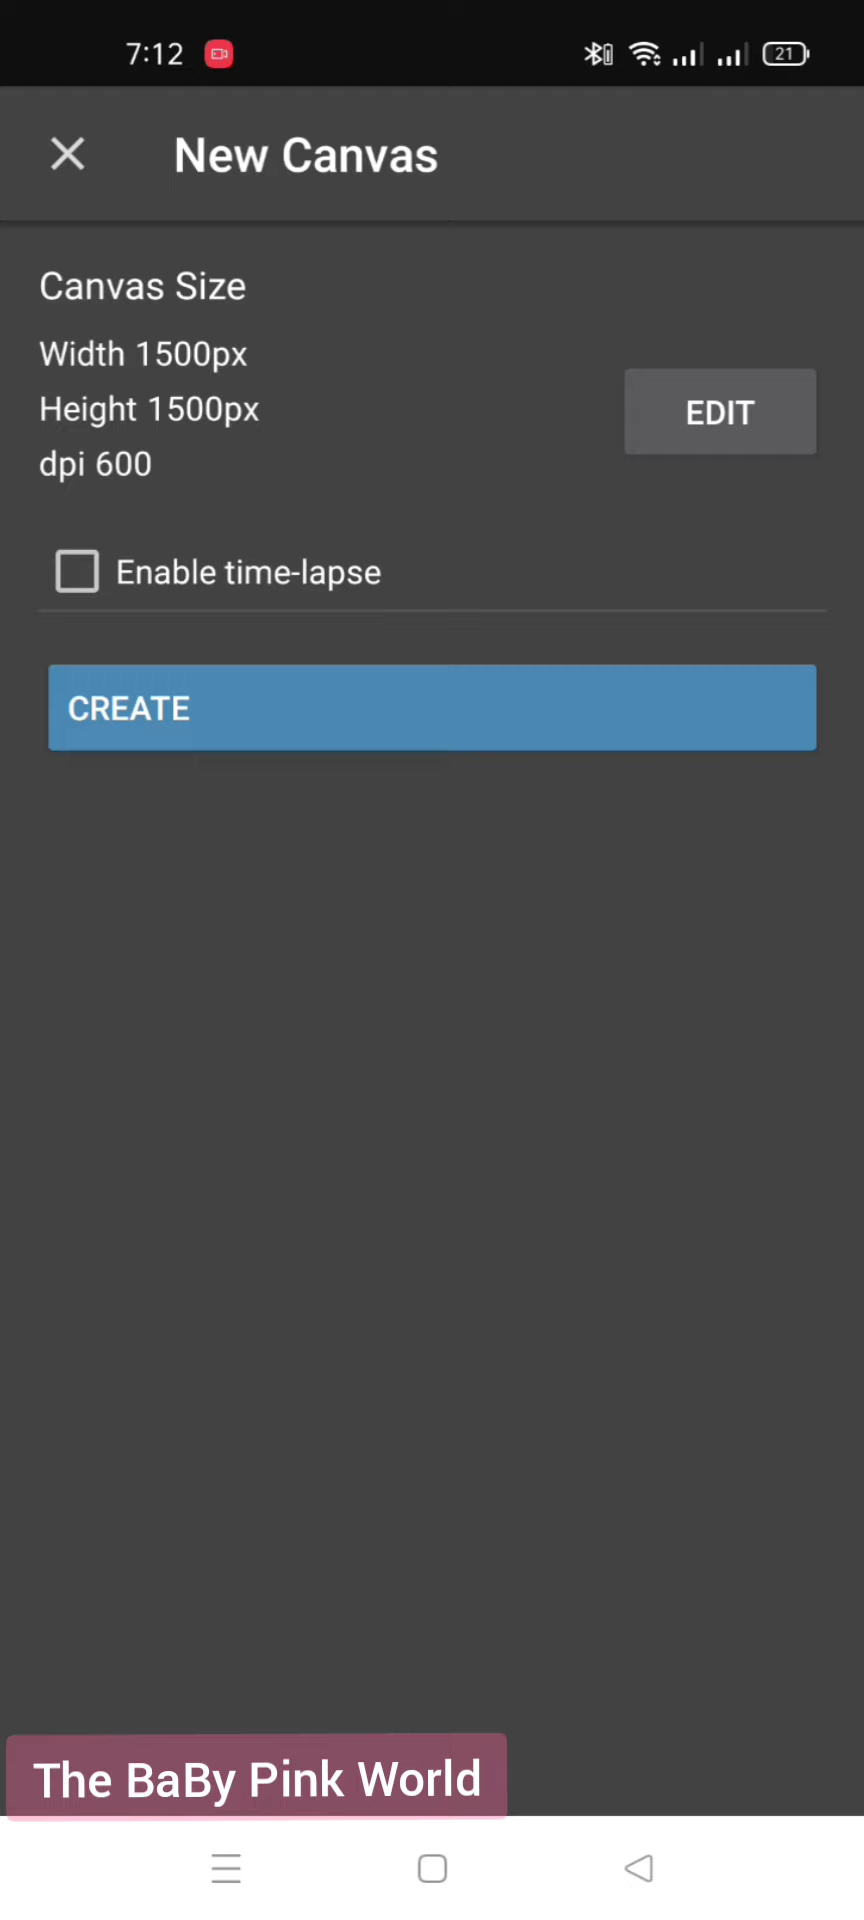 7:12
21
New Canvas
Canvas Size
Width 1500px
Height 1500px
dpi 600
EDIT
Enable time-lapse
CREATE
The BaBy Pink World